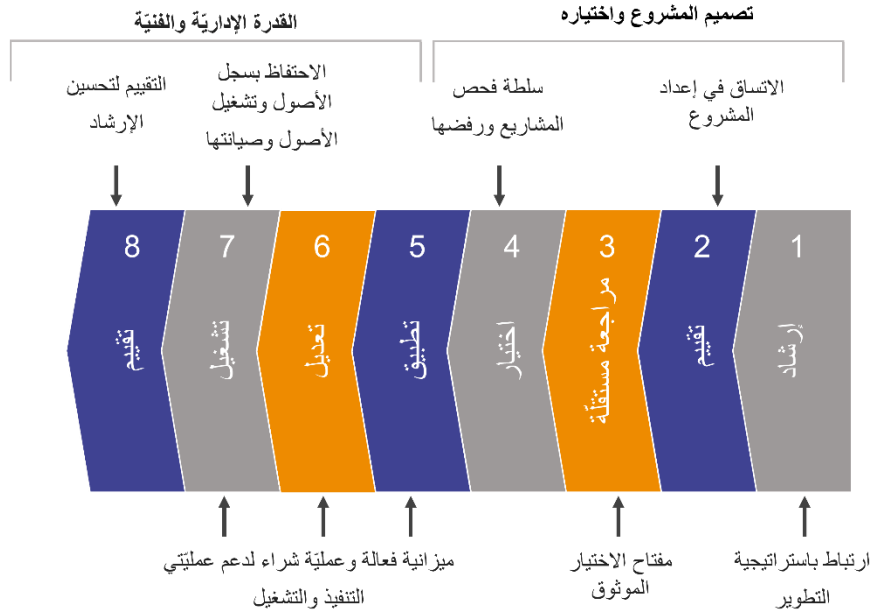 تصميم المشروع واختياره
القدرة الإداريّة والفنيّة
الاتساق في إعداد
المشروع
سلطة فحص
المشاريع ورفضها
الاحتفاظ بسجل
الأصول وتشغيل
الأصول وصيانتها
التقييم لتحسين
الإرشاد
1
إرشاد
2
تقييم
3
مراجعة مستقلّة
4
اختيار
5
تطبيق
6
تعديل
7
تشغيل
8
تقييم
ارتباط باستراتيجية
التطوير
مفتاح الاختيار
الموثوق
ميزانية فعالة وعمليّة شراء لدعم عمليّتي
التنفيذ والتشغيل